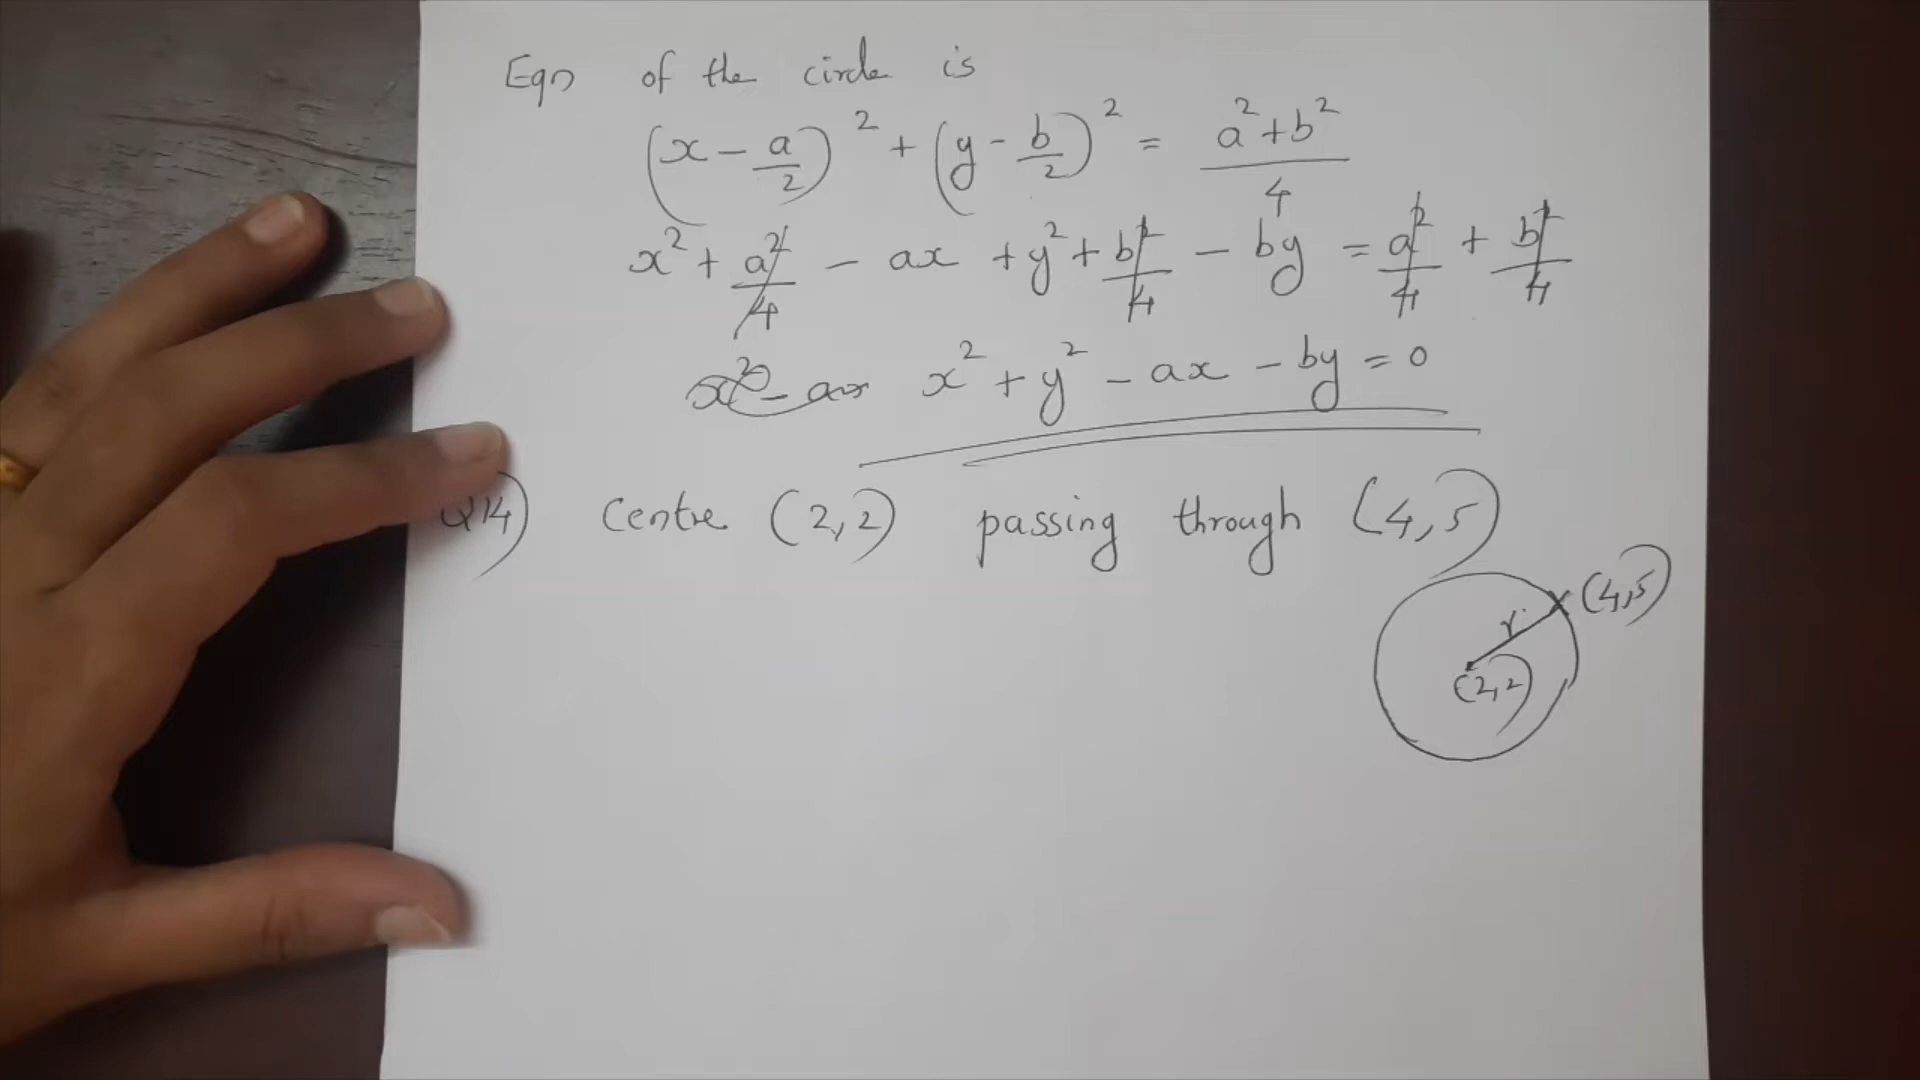 Eqn of the circle is
(x - a/2)² + (y - b/2)² = (a² + b²)/4
x² + a²/4 - ax + y² + b²/4 - by = a²/4 + b²/4
x² - ax x² + y² - ax - by = 0
Q14) Centre (2,2) passing through (4,5)
(4,5)
r
(2,2)